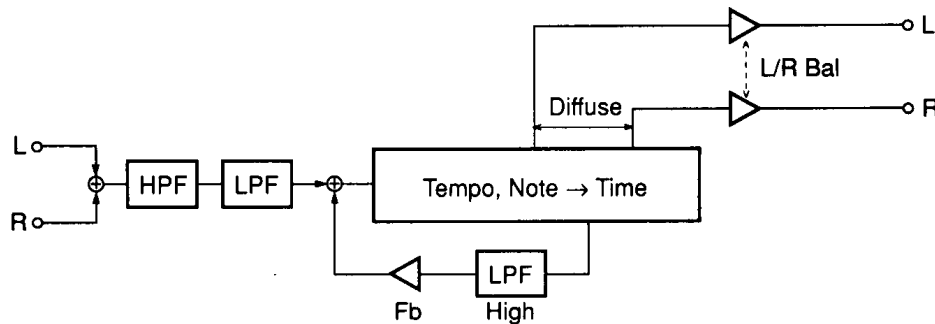 L
L/R Bal
R
Diffuse
L
R
HPF
LPF
Tempo, Note → Time
LPF
Fb
High